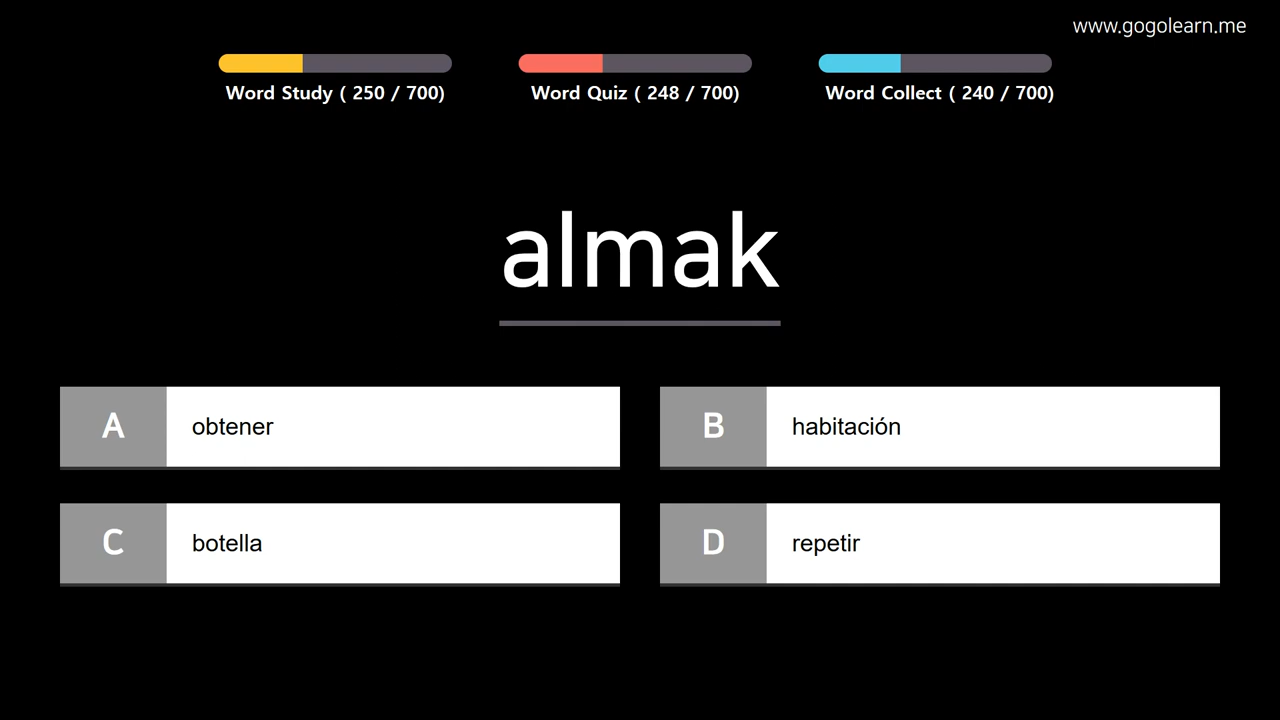 www.gogolearn.me
Word Study ( 250 / 700)
Word Quiz ( 248 / 700)
Word Collect ( 240 / 700)
almak
A obtener
B habitación
C botella
D repetir